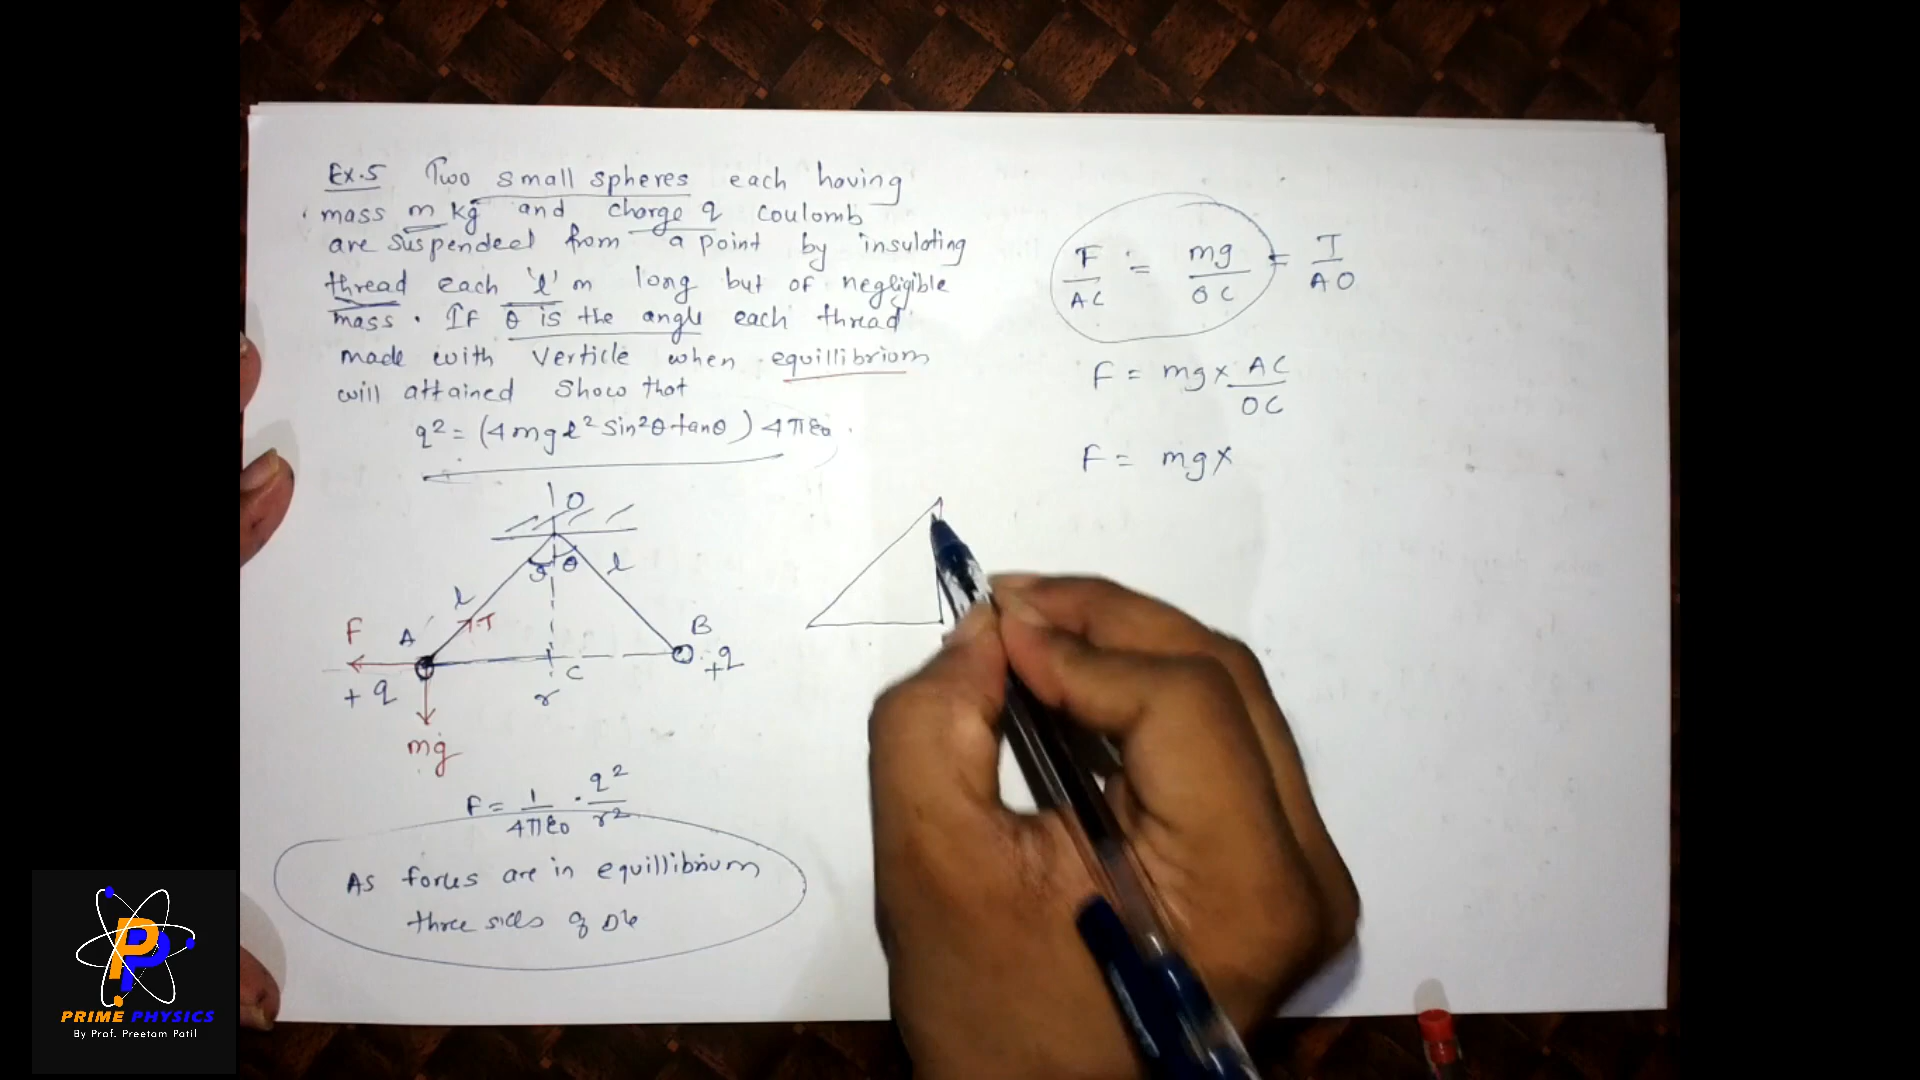 Ex.5 Two small spheres each having
mass m kg and charge q coulomb
are suspended from a point by insulating
thread each 'l' m long but of negligible
mass. If θ is the angle each thread
made with verticle when equillibrium
will attained show that
q² = (4mgl² sin²θ tanθ) 4πε₀.
O
θ θ
l l
T
F A B
+q C +q
r
mg
F = 1/4πε₀ · q²/r²
As forces are in equillibrium
three sides of Δle
F/AC = mg/OC = T/AO
F = mg × AC/OC
F = mg ×
PP
PRIME PHYSICS
By Prof. Preetam Patil